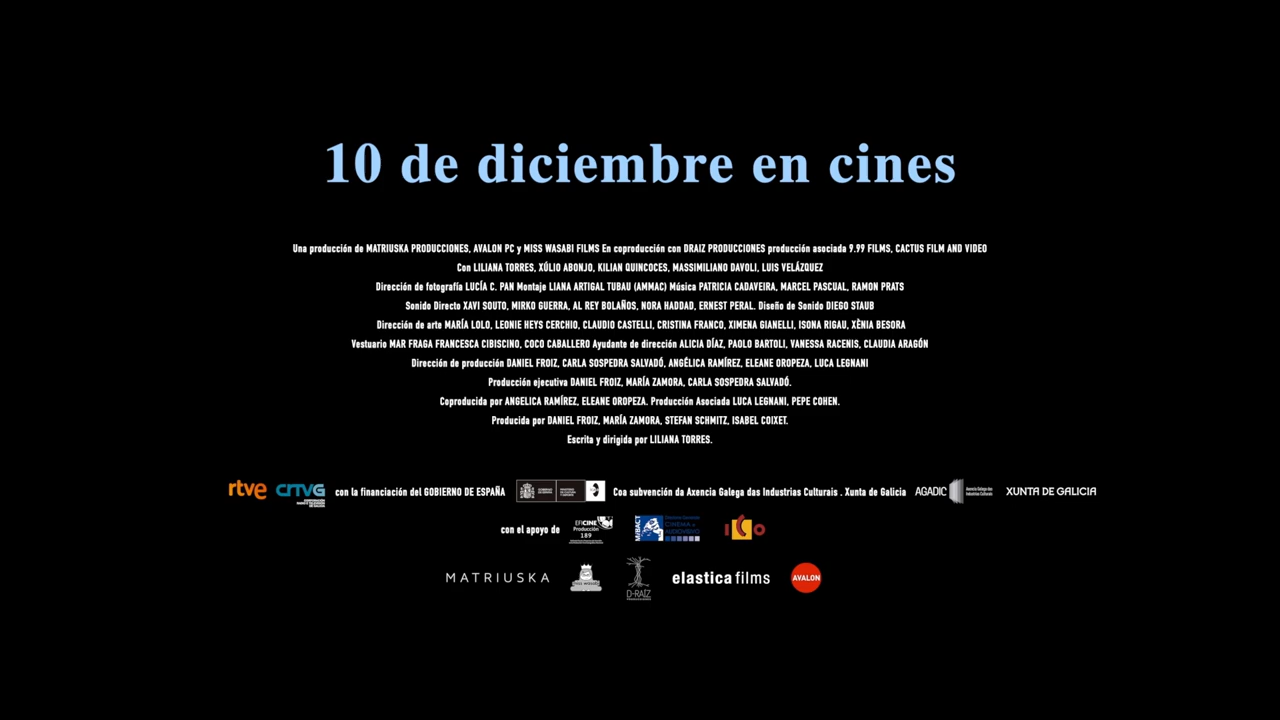 10 de diciembre en cines
Una producción de MATRIUSKA PRODUCCIONES, AVALON PC y MISS WASABI FILMS En coproducción con DRAIZ PRODUCCIONES producción asociada 9.99 FILMS, CACTUS FILM AND VIDEO
Con LILIANA TORRES, XÚLIO ABONJO, KILIAN QUINCOCES, MASSIMILIANO DAVOLI, LUIS VELÁZQUEZ
Dirección de fotografía LUCÍA C. PAN Montaje LIANA ARTIGAL TUBAU (AMMAC) Música PATRICIA CADAVEIRA, MARCEL PASCUAL, RAMON PRATS
Sonido Directo XAVI SOUTO, MIRKO GUERRA, AL REY BOLAÑOS, NORA HADDAD, ERNEST PERAL. Diseño de Sonido DIEGO STAUB
Dirección de arte MARÍA LOLO, LEONIE HEYS CERCHIO, CLAUDIO CASTELLI, CRISTINA FRANCO, XIMENA GIANELLI, ISONA RIGAU, XÈNIA BESORA
Vestuario MAR FRAGA FRANCESCA CIBISCINO, COCO CABALLERO Ayudante de dirección ALICIA DÍAZ, PAOLO BARTOLI, VANESSA RACENIS, CLAUDIA ARAGÓN
Dirección de producción DANIEL FROIZ, CARLA SOSPEDRA SALVADÓ, ANGÉLICA RAMÍREZ, ELEANE OROPEZA, LUCA LEGNANI
Producción ejecutiva DANIEL FROIZ, MARÍA ZAMORA, CARLA SOSPEDRA SALVADÓ.
Coproducida por ANGELICA RAMÍREZ, ELEANE OROPEZA. Producción Asociada LUCA LEGNANI, PEPE COHEN.
Producida por DANIEL FROIZ, MARÍA ZAMORA, STEFAN SCHMITZ, ISABEL COIXET.
Escrita y dirigida por LILIANA TORRES.
rtve CRTVG con la financiación del GOBIERNO DE ESPAÑA Coa subvención da Axencia Galega das Industrias Culturais . Xunta de Galicia AGADIC XUNTA DE GALICIA
con el apoyo de EFICINE Producción 189 MiBACT CINEMA ICO
MATRIUSKA D-RAÍZ elastica films AVALON